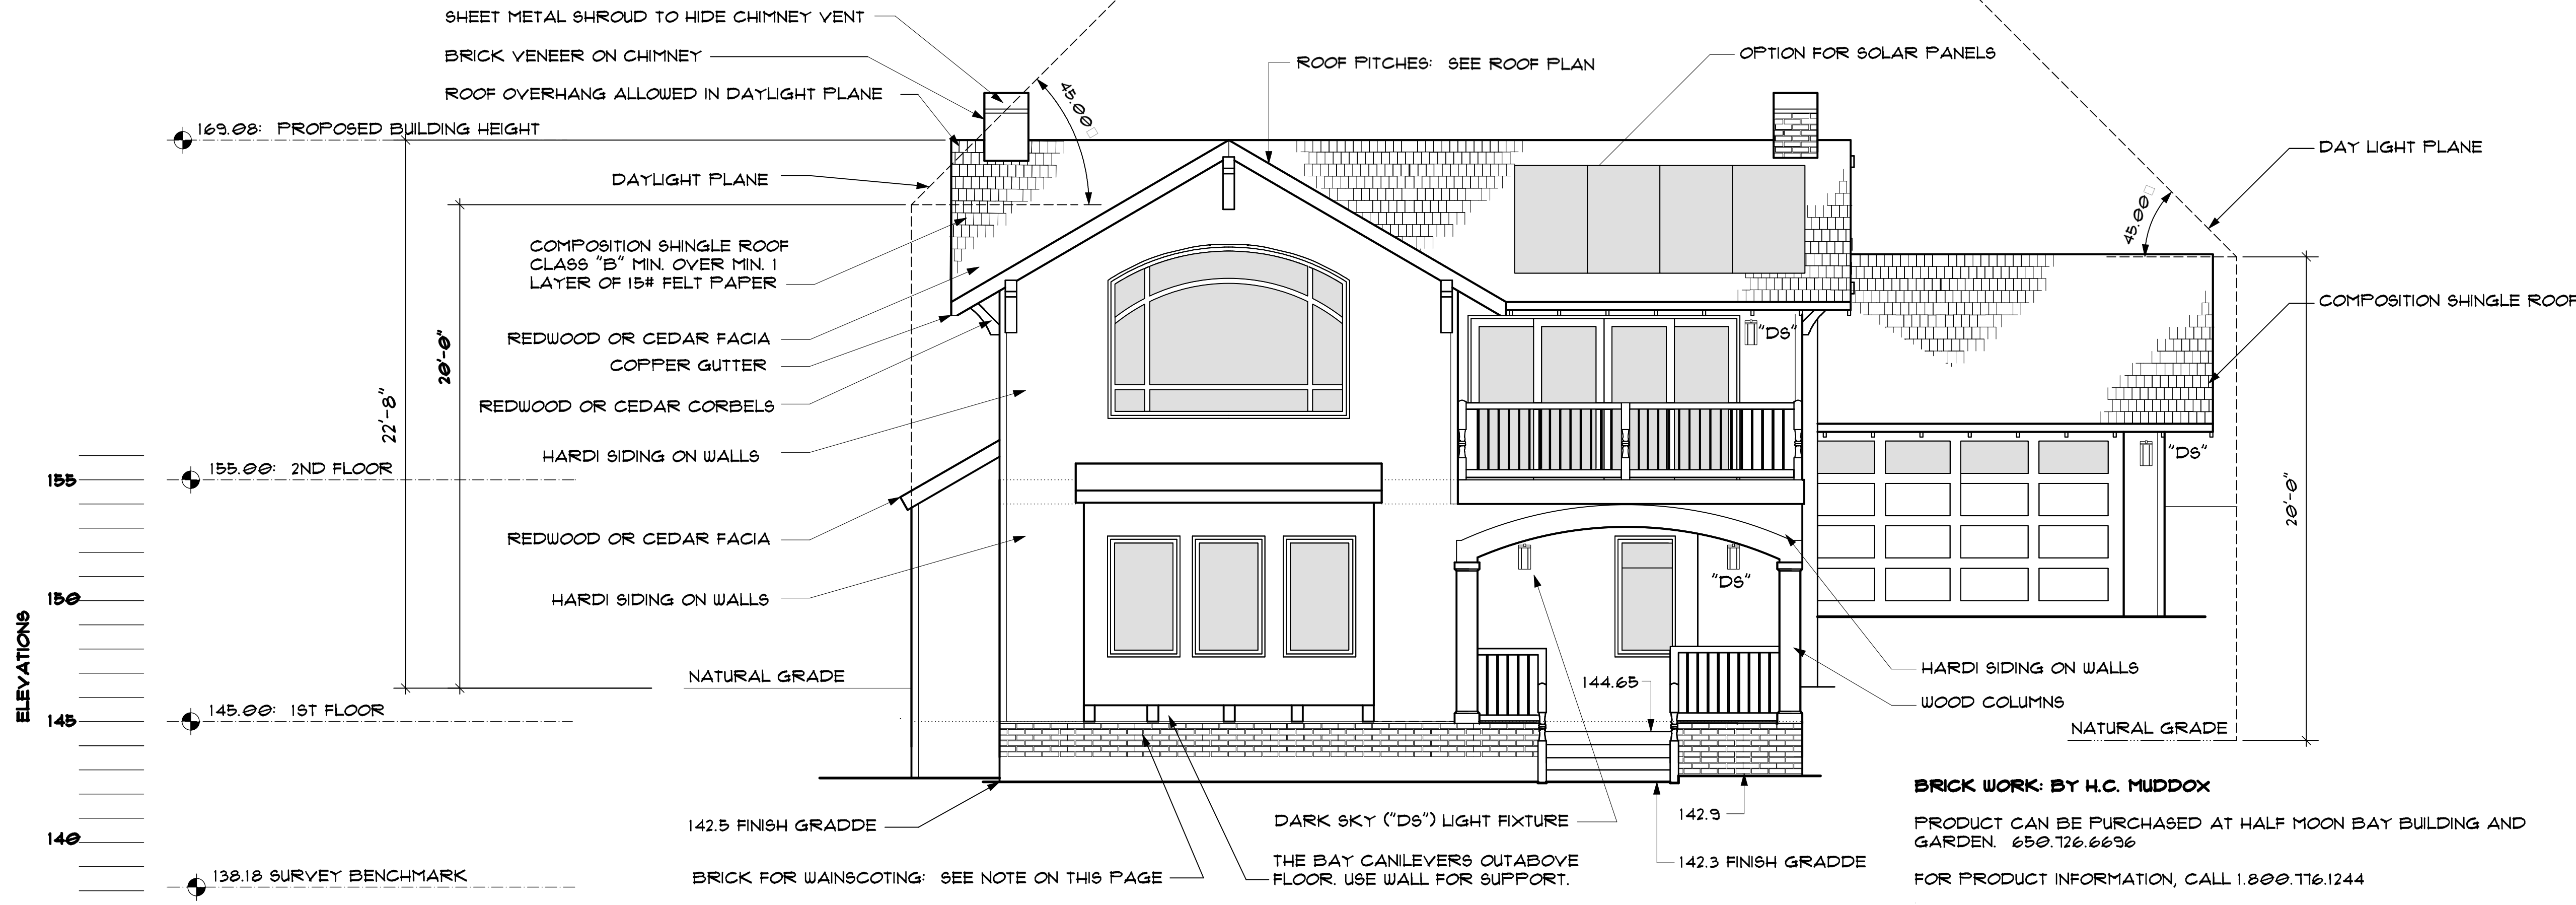 SHEET METAL SHROUD TO HIDE CHIMNEY VENT
BRICK VENEER ON CHIMNEY
ROOF OVERHANG ALLOWED IN DAYLIGHT PLANE
169.08: PROPOSED BUILDING HEIGHT
DAYLIGHT PLANE
45.00
ROOF PITCHES: SEE ROOF PLAN
OPTION FOR SOLAR PANELS
DAY LIGHT PLANE
45.00
COMPOSITION SHINGLE ROOF
CLASS "B" MIN. OVER MIN. 1
LAYER OF 15# FELT PAPER
COMPOSITION SHINGLE ROOF
REDWOOD OR CEDAR FACIA
COPPER GUTTER
REDWOOD OR CEDAR CORBELS
HARDI SIDING ON WALLS
22'-8"
20'-0"
"DS"
"DS"
20'-0"
155.00: 2ND FLOOR
REDWOOD OR CEDAR FACIA
HARDI SIDING ON WALLS
"DS"
NATURAL GRADE
145.00: 1ST FLOOR
144.65
HARDI SIDING ON WALLS
WOOD COLUMNS
NATURAL GRADE
ELEVATIONS
155
150
145
140
142.5 FINISH GRADDE
BRICK FOR WAINSCOTING: SEE NOTE ON THIS PAGE
138.18 SURVEY BENCHMARK
DARK SKY ("DS") LIGHT FIXTURE
THE BAY CANILEVERS OUTABOVE
FLOOR. USE WALL FOR SUPPORT.
142.9
142.3 FINISH GRADDE
BRICK WORK: BY H.C. MUDDOX
PRODUCT CAN BE PURCHASED AT HALF MOON BAY BUILDING AND
GARDEN. 650.726.6696
FOR PRODUCT INFORMATION, CALL 1.800.776.1244